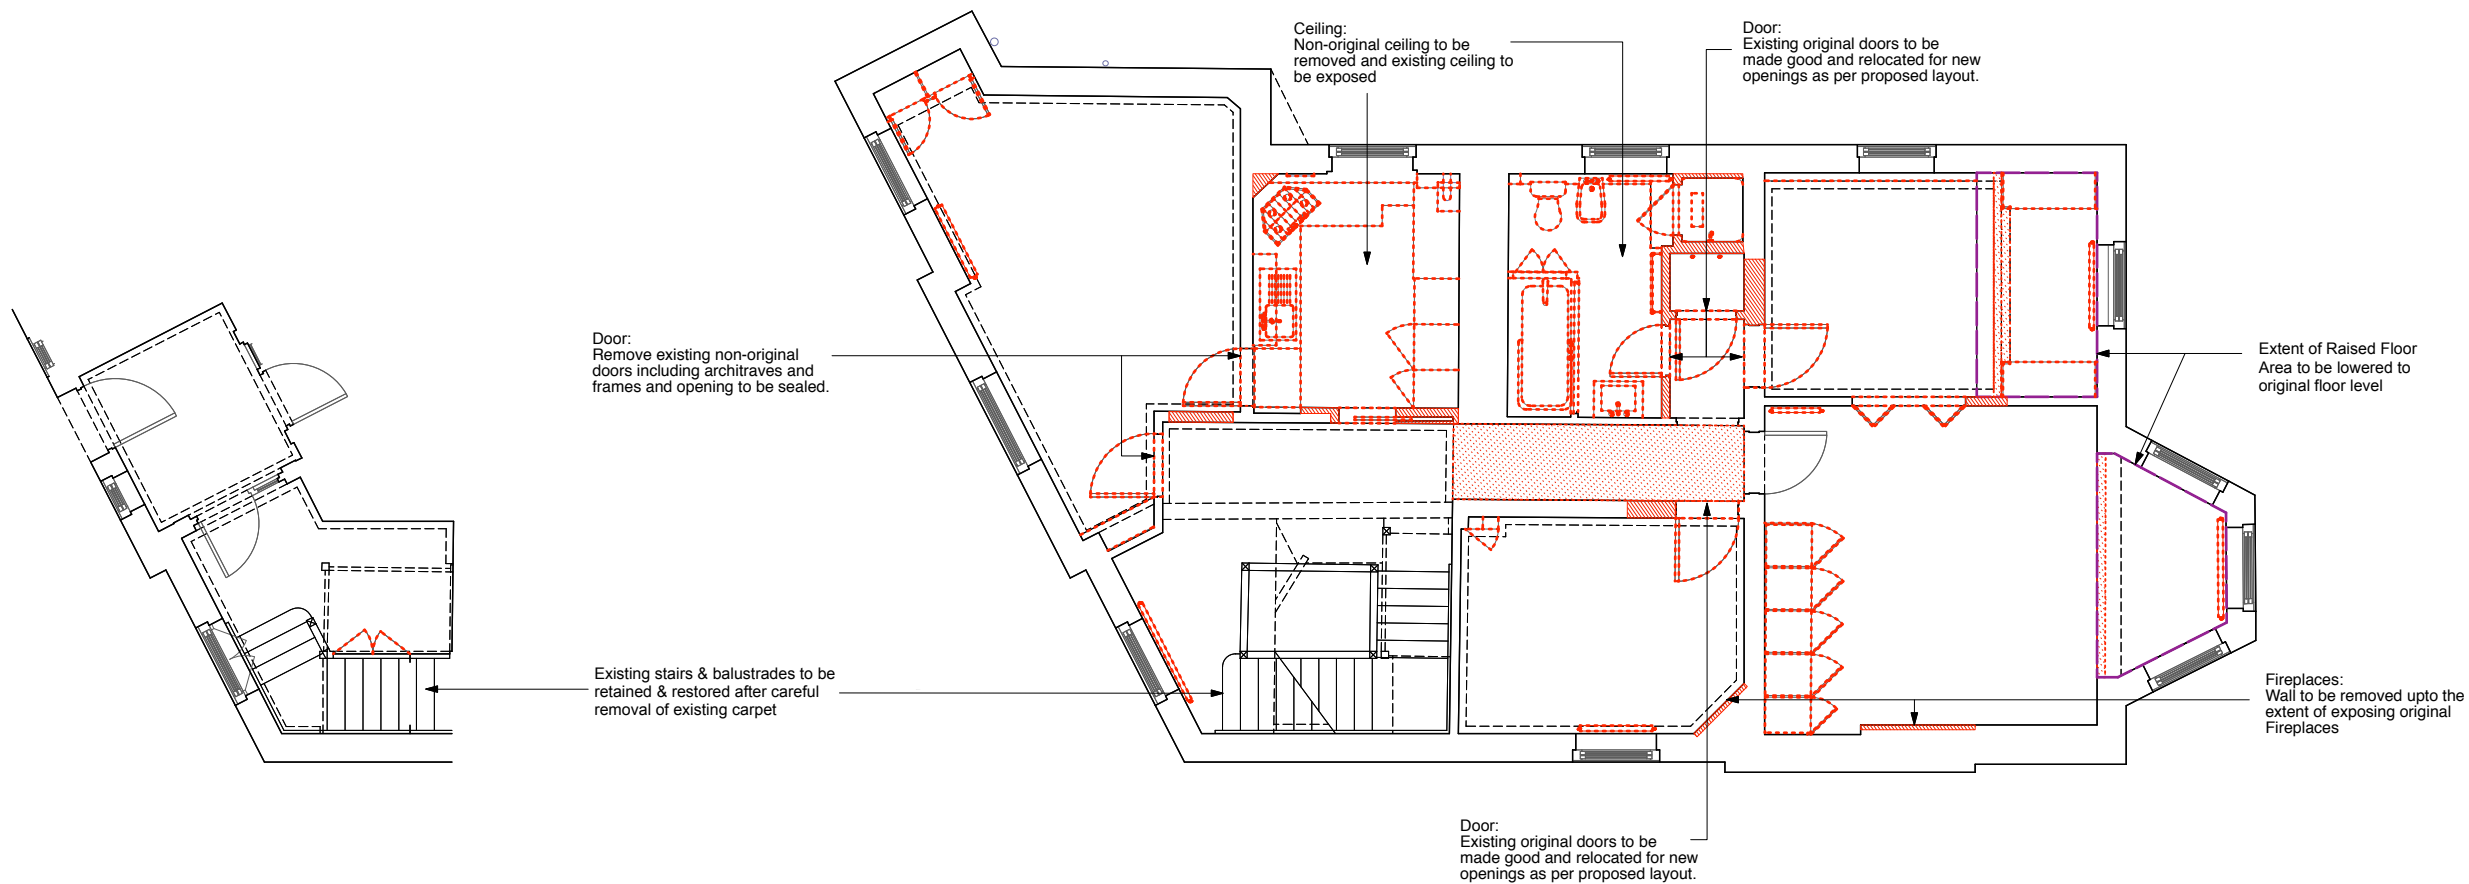 Ceiling:
Non-original ceiling to be
removed and existing ceiling to
be exposed
Door:
Existing original doors to be
made good and relocated for new
openings as per proposed layout.
Door:
Remove existing non-original
doors including architraves and
frames and opening to be sealed.
Extent of Raised Floor
Area to be lowered to
original floor level
Existing stairs & balustrades to be
retained & restored after careful
removal of existing carpet
Fireplaces:
Wall to be removed upto the
extent of exposing original
Fireplaces
Door:
Existing original doors to be
made good and relocated for new
openings as per proposed layout.